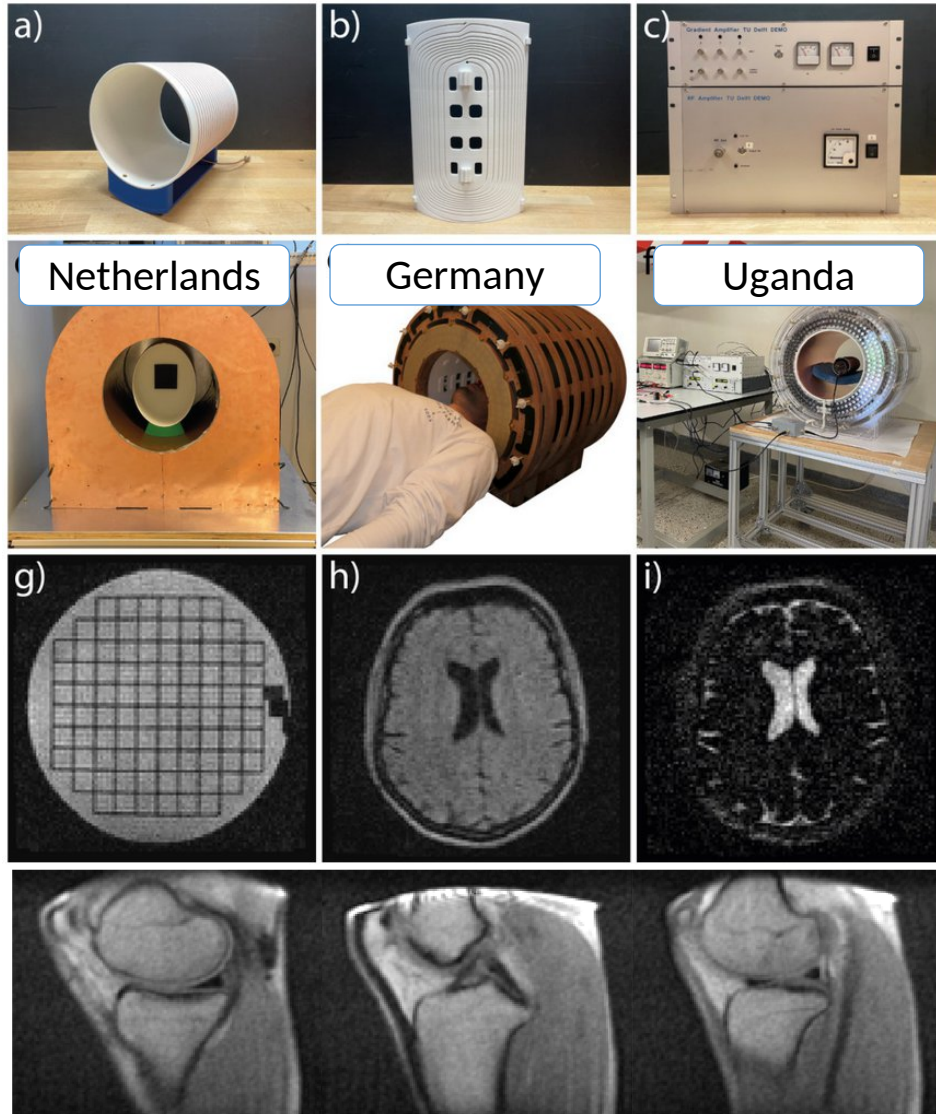 a)
b)
c)
Gradient Amplifier TU Delft DEMO
RF Amplifier TU Delft DEMO
Netherlands
Germany
Uganda
f
g)
h)
i)